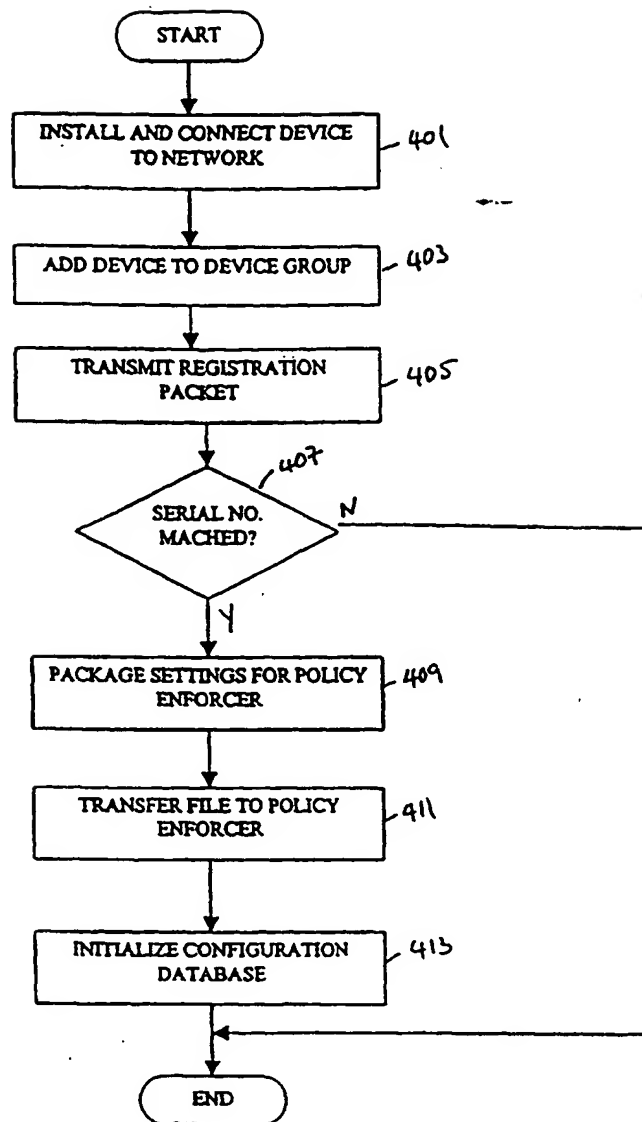 START
INSTALL AND CONNECT DEVICE
TO NETWORK
401
ADD DEVICE TO DEVICE GROUP
403
TRANSMIT REGISTRATION
PACKET
405
407
SERIAL NO.
MACHED?
N
Y
PACKAGE SETTINGS FOR POLICY
ENFORCER
409
TRANSFER FILE TO POLICY
ENFORCER
411
INITIALIZE CONFIGURATION
DATABASE
413
END